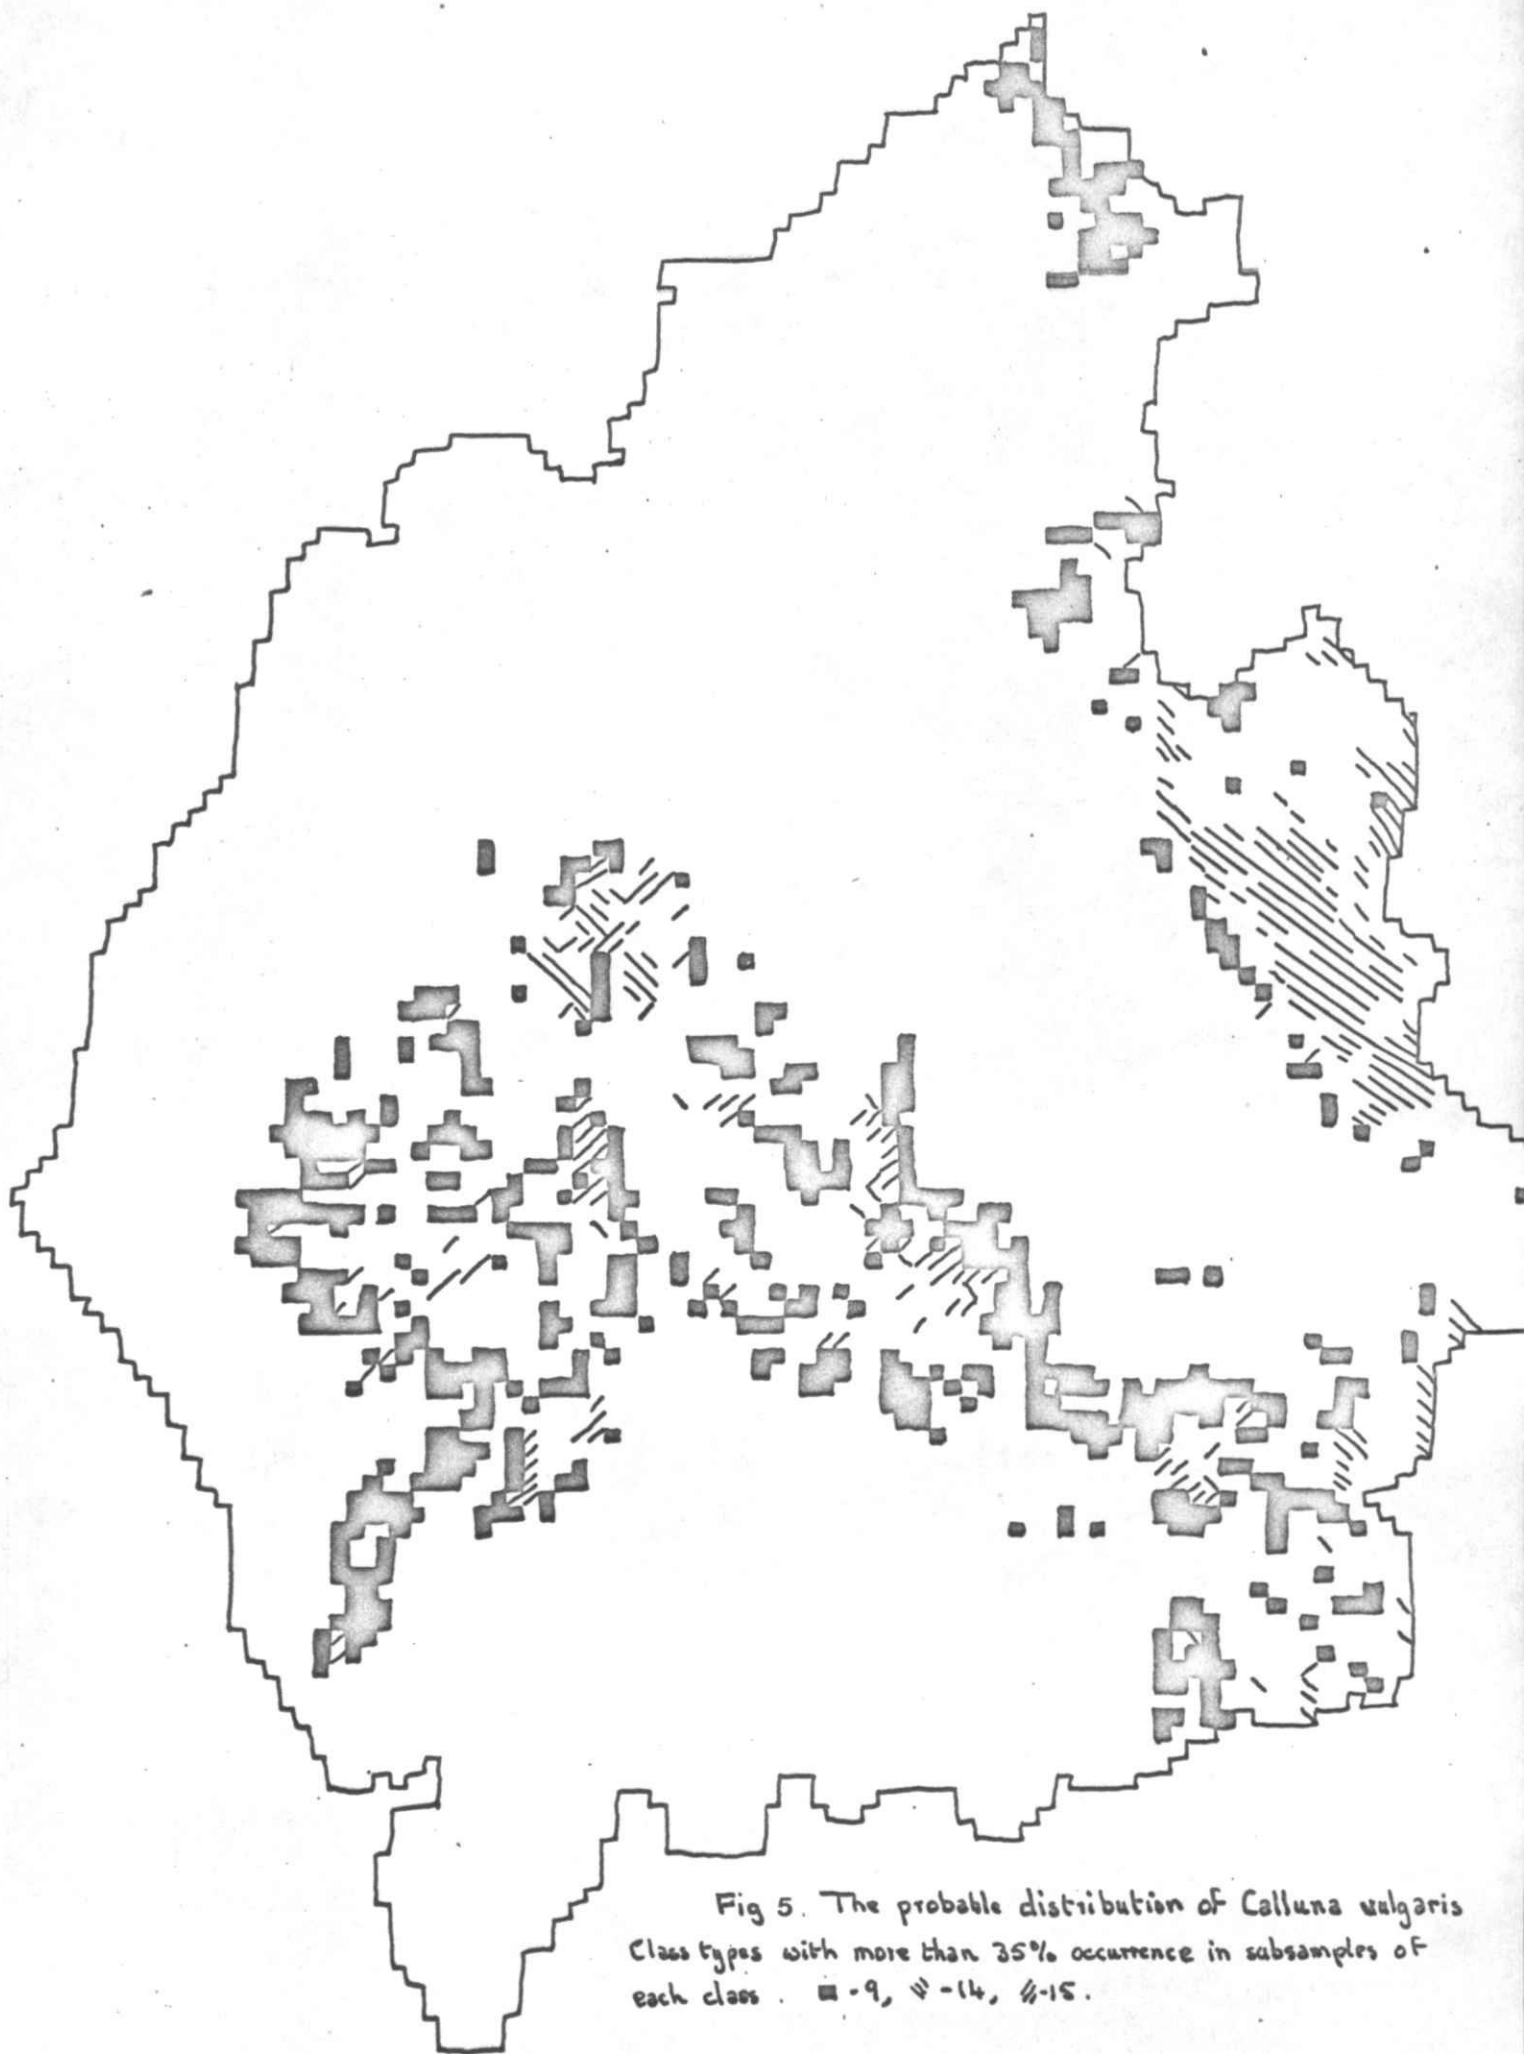 Fig 5. The probable distribution of Calluna vulgaris
Class types with more than 35% occurrence in subsamples of
each class. ■ -9, \\\ -14, /// -15.